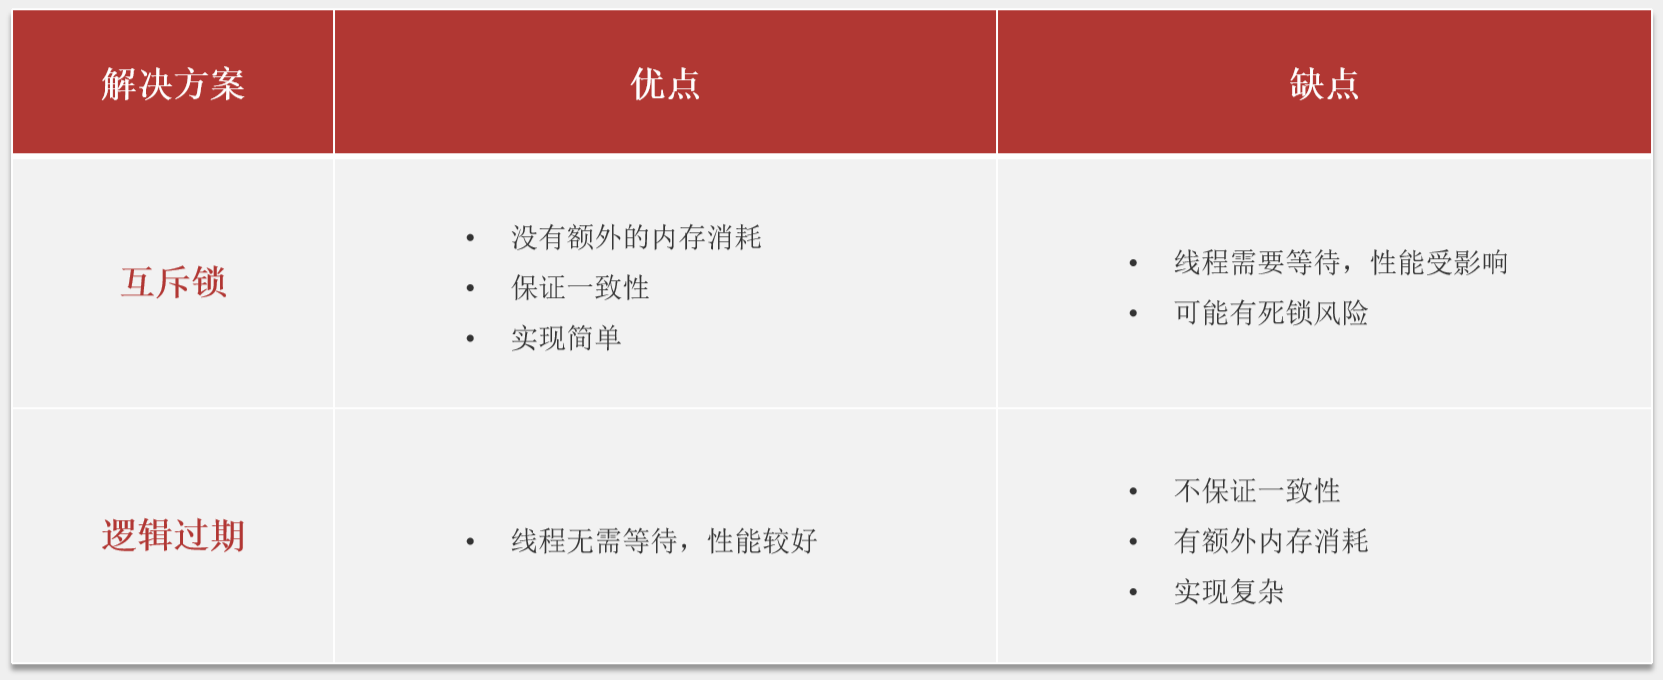 解决方案
优点
缺点
互斥锁
• 没有额外的内存消耗
• 保证一致性
• 实现简单
• 线程需要等待，性能受影响
• 可能有死锁风险
逻辑过期
• 线程无需等待，性能较好
• 不保证一致性
• 有额外内存消耗
• 实现复杂